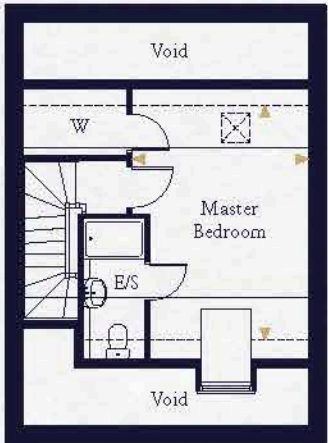 Void
W
Master
Bedroom
E/S
Void